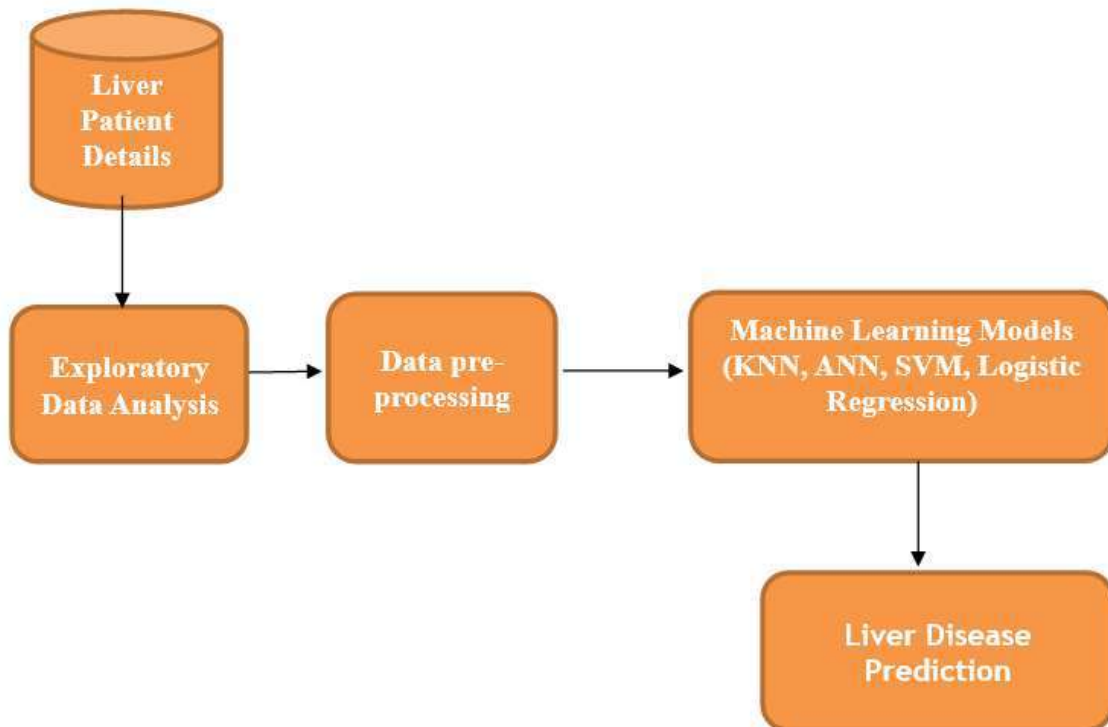 Liver
Patient
Details
Exploratory
Data Analysis
Data pre-
processing
Machine Learning Models
(KNN, ANN, SVM, Logistic
Regression)
Liver Disease
Prediction